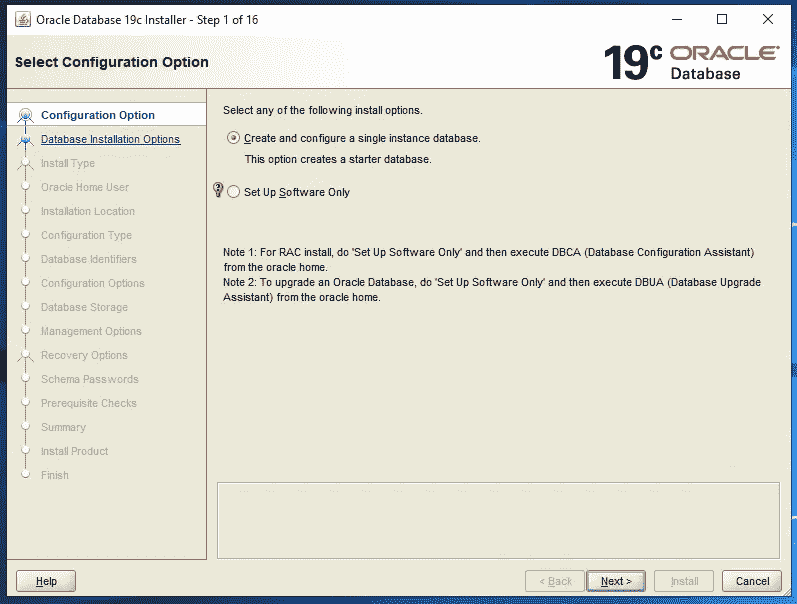 Oracle Database 19c Installer - Step 1 of 16
Select Configuration Option
19c ORACLE
Database
Configuration Option
Database Installation Options
Install Type
Oracle Home User
Installation Location
Configuration Type
Database Identifiers
Configuration Options
Database Storage
Management Options
Recovery Options
Schema Passwords
Prerequisite Checks
Summary
Install Product
Finish
Select any of the following install options.
Create and configure a single instance database.
This option creates a starter database.
Set Up Software Only
Note 1: For RAC install, do 'Set Up Software Only' and then execute DBCA (Database Configuration Assistant)
from the oracle home.
Note 2: To upgrade an Oracle Database, do 'Set Up Software Only' and then execute DBUA (Database Upgrade
Assistant) from the oracle home.
Help
< Back
Next >
Install
Cancel